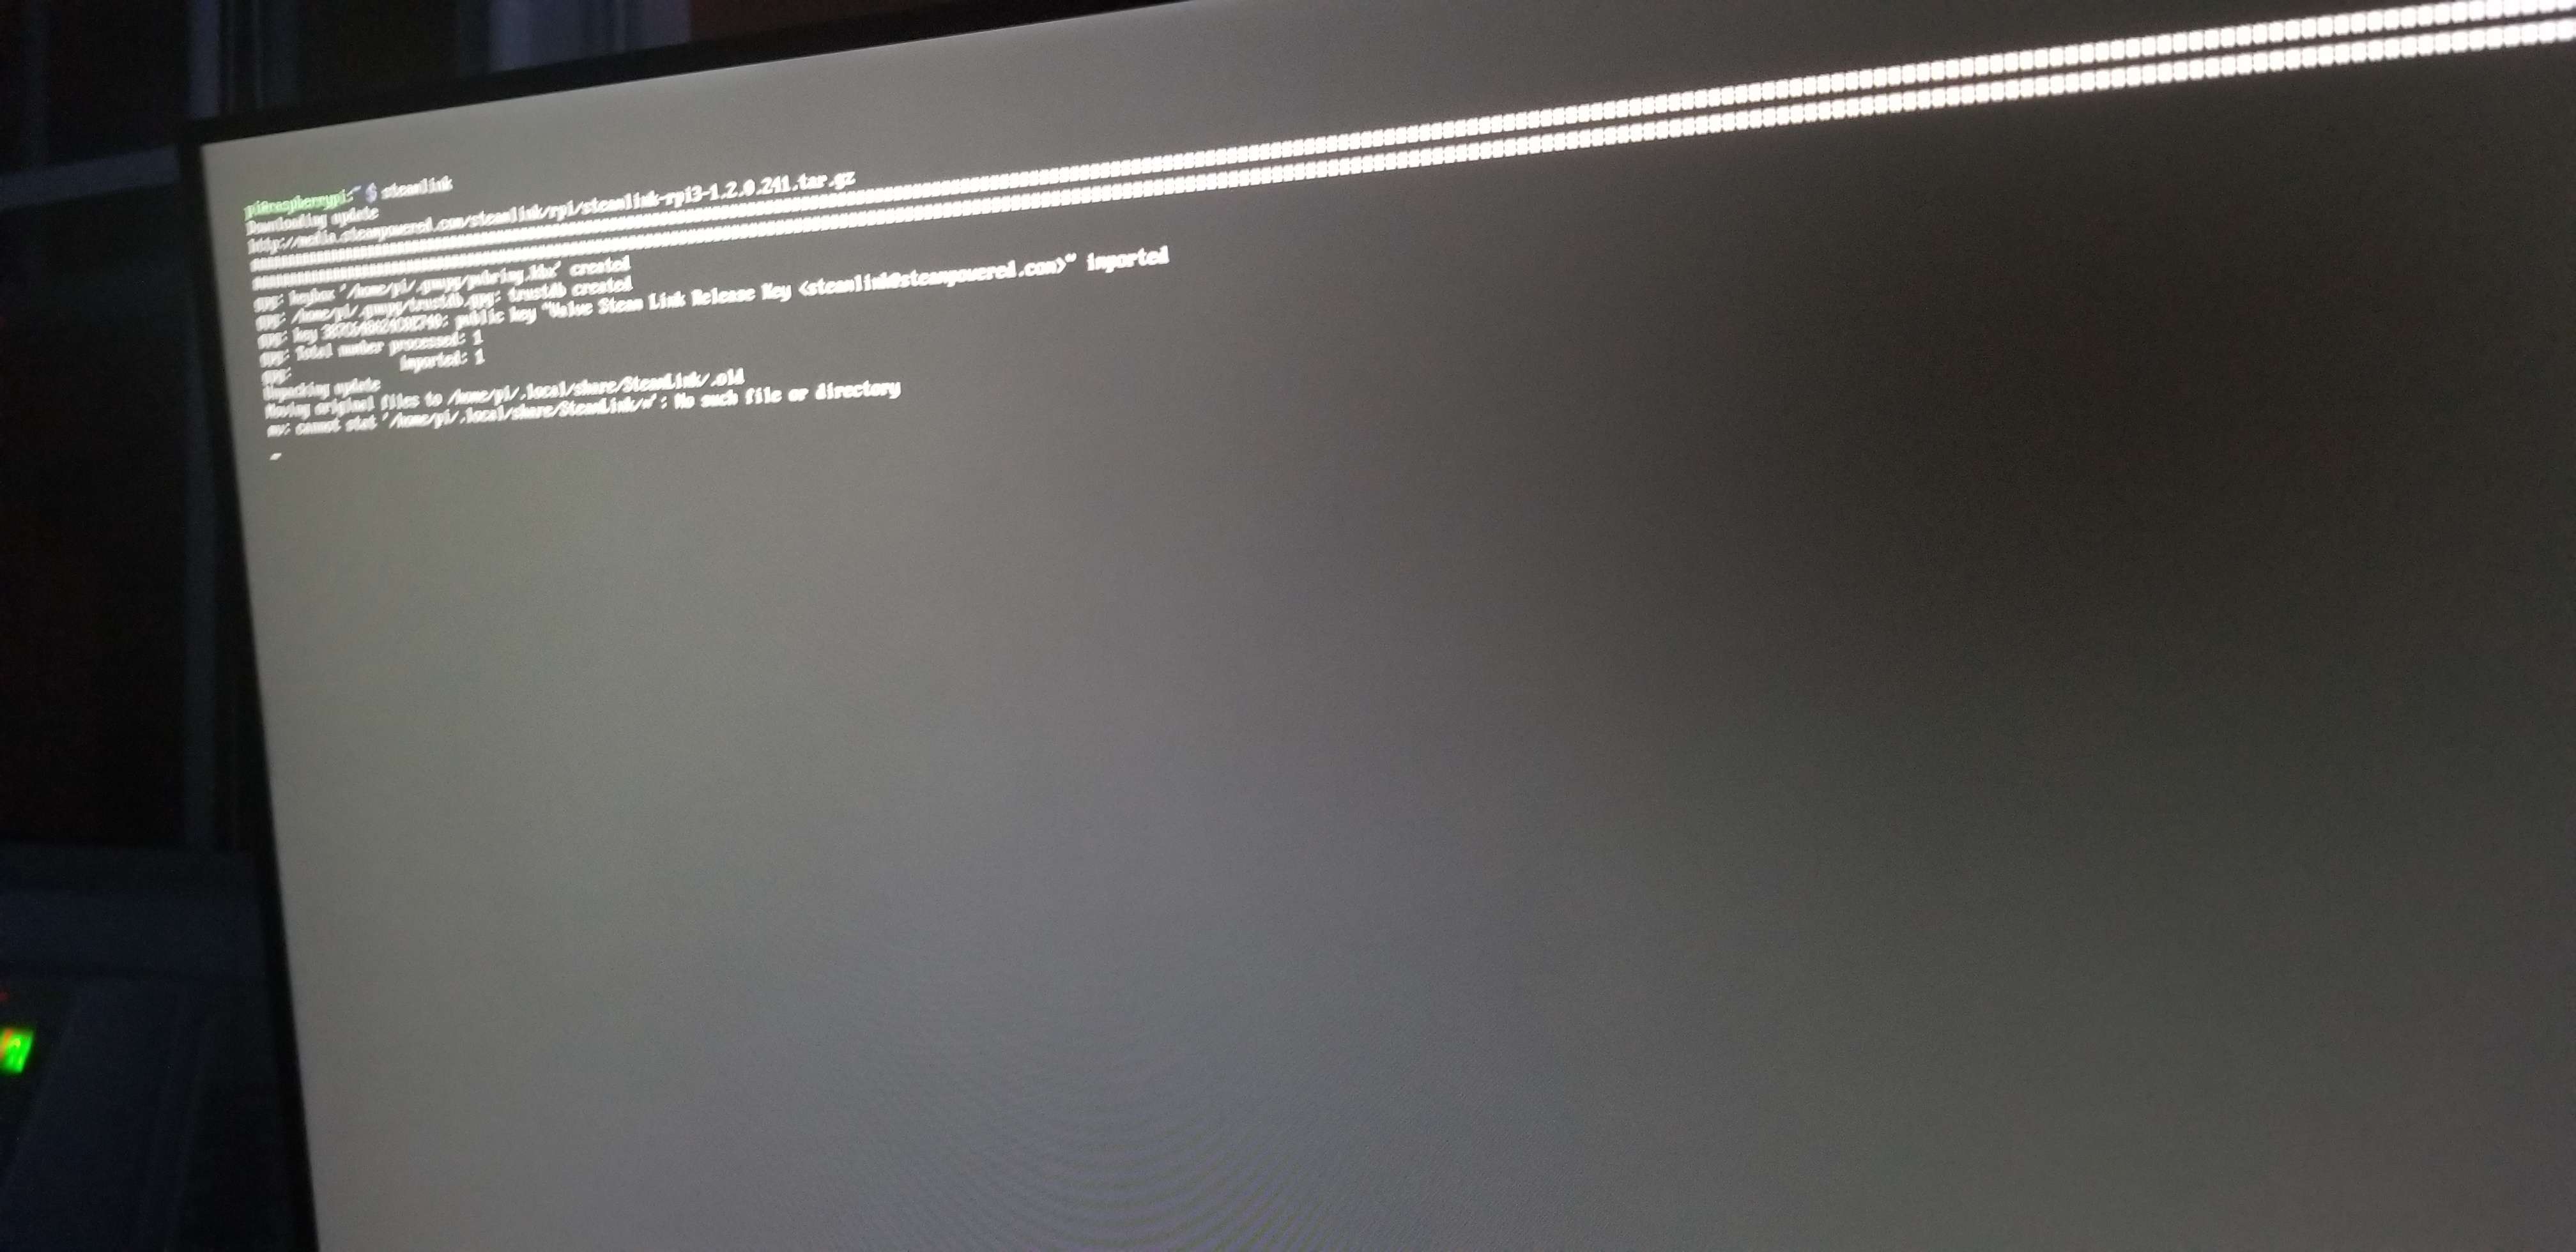 pi@raspberrypi:~ $ steamlink
Downloading update
http://media.steampowered.com/steamlink/rpi/steamlink-rpi3-1.2.0.241.tar.gz
gpg: keybox '/home/pi/.gnupg/pubring.kbx' created
gpg: /home/pi/.gnupg/trustdb.gpg: trustdb created
gpg: key public key "Valve Steam Link Release Key <steamlink@steampowered.com>" imported
gpg: Total number processed: 1
gpg: imported: 1
Unpacking update
Moving original files to /home/pi/.local/share/SteamLink/.old
mv: cannot stat '/home/pi/.local/share/SteamLink/*': No such file or directory